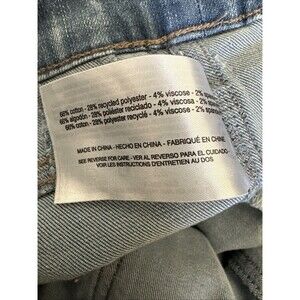 66% cotton - 28% recycled polyester - 4% viscose - 2%
66% algodón - 28% poliéster reciclado - 4% viscosa - 2%
66% coton - 28% polyester recyclé - 4% viscose - 2%
MADE IN CHINA - HECHO EN CHINA - FABRIQUÉ EN CHINE
SEE REVERSE FOR CARE - VER AL REVERSO PARA EL CUIDADO
VOIR LES INSTRUCTIONS D'ENTRETIEN AU DOS